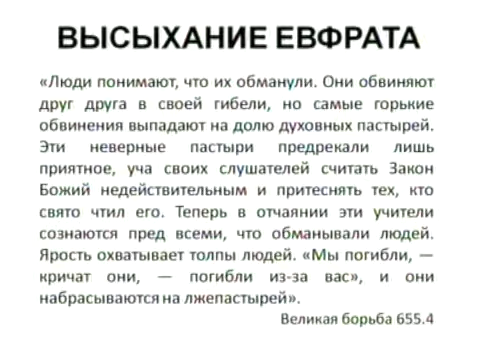 ВЫСЫХАНИЕ ЕВФРАТА
«Люди понимают, что их обманули. Они обвиняют
друг друга в своей гибели, но самые горькие
обвинения выпадают на долю духовных пастырей.
Эти неверные пастыри предрекали лишь
приятное, уча своих слушателей считать Закон
Божий недействительным и притеснять тех, кто
свято чтил его. Теперь в отчаянии эти учители
сознаются пред всеми, что обманывали людей.
Ярость охватывает толпы людей. «Мы погибли, —
кричат они, — погибли из-за вас», и они
набрасываются на лжепастырей».
Великая борьба 655.4